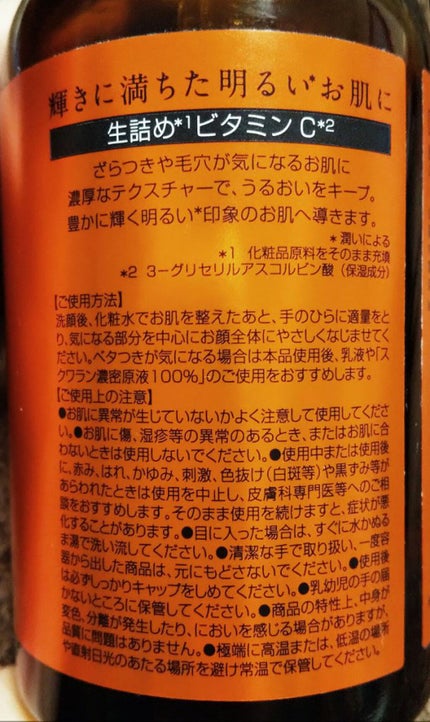 輝きに満ちた明るい*お肌に
生詰め*1ビタミンC*2
ざらつきや毛穴が気になるお肌に
濃厚なテクスチャーで、うるおいをキープ。
豊かに輝く明るい*印象のお肌へ導きます。
*潤いによる
*1 化粧品原料をそのまま充填
*2 3-グリセリルアスコルビン酸（保湿成分）
【ご使用方法】
洗顔後、化粧水でお肌を整えたあと、手のひらに適量をと
り、気になる部分を中心にお顔全体にやさしくなじませてく
ださい。ベタつきが気になる場合は本品使用後、乳液や「ス
クワラン濃密原液100%」のご使用をおすすめします。
【ご使用上の注意】
●お肌に異常が生じていないかよく注意して使用してくださ
い。●お肌に傷、湿疹等の異常のあるとき、またはお肌に合
わないときは使用しないでください。●使用中または使用後
に、赤み、はれ、かゆみ、刺激、色抜け（白斑等）や黒ずみ等が
あらわれたときは使用を中止し、皮膚科専門医等へのご相
談をおすすめします。そのまま使用を続けますと、症状が悪
化することがあります。●目に入った場合は、すぐに水かぬる
ま湯で洗い流してください。●清潔な手で取り扱い、一度容
器から出した商品は、元にもどさないでください。●使用後
は必ずしっかりキャップをしめてください。●乳幼児の手の届
かないところに保管してください。●商品の特性上、中身が
変色、分離が発生したり、においを感じる場合がありますが、
品質に問題はありません。●極端に高温または、低温の場所
や直射日光のあたる場所を避け常温で保管してください。